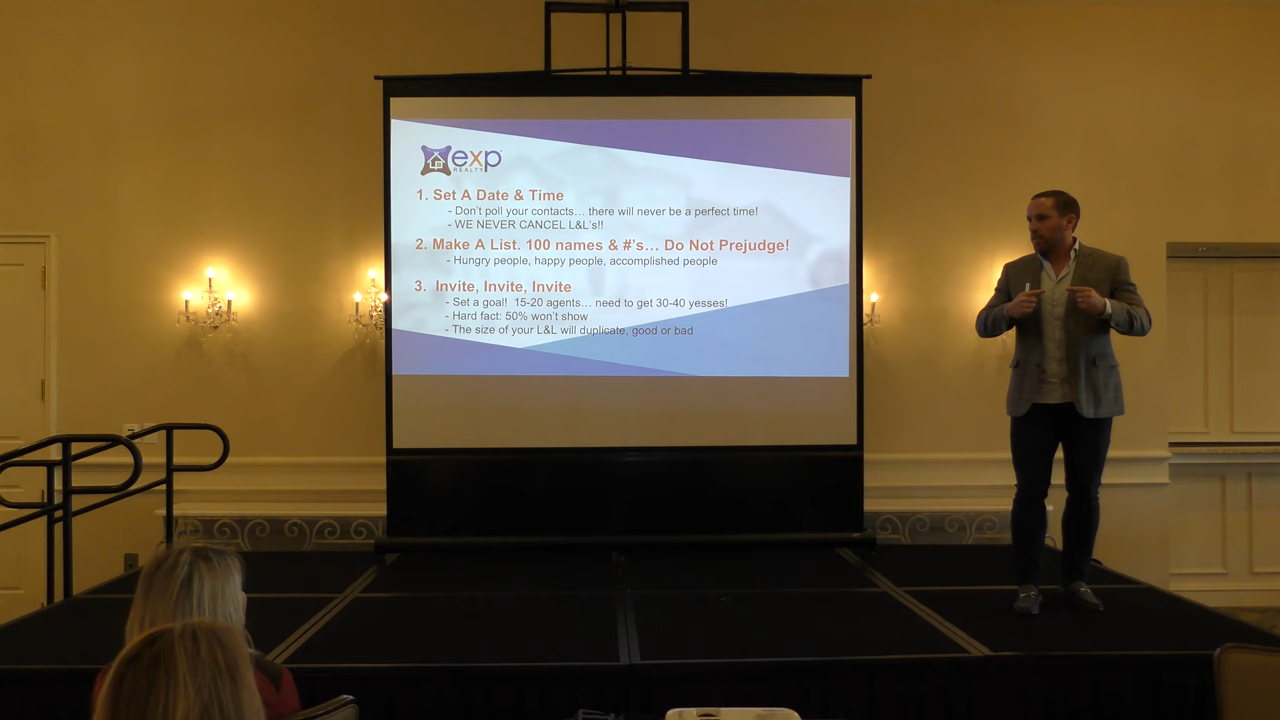 exp
REALTY
1. Set A Date & Time
- Don't poll your contacts... there will never be a perfect time!
- WE NEVER CANCEL L&L's!!
2. Make A List. 100 names & #'s... Do Not Prejudge!
- Hungry people, happy people, accomplished people
3. Invite, Invite, Invite
- Set a goal! 15-20 agents... need to get 30-40 yesses!
- Hard fact: 50% won't show
- The size of your L&L will duplicate, good or bad